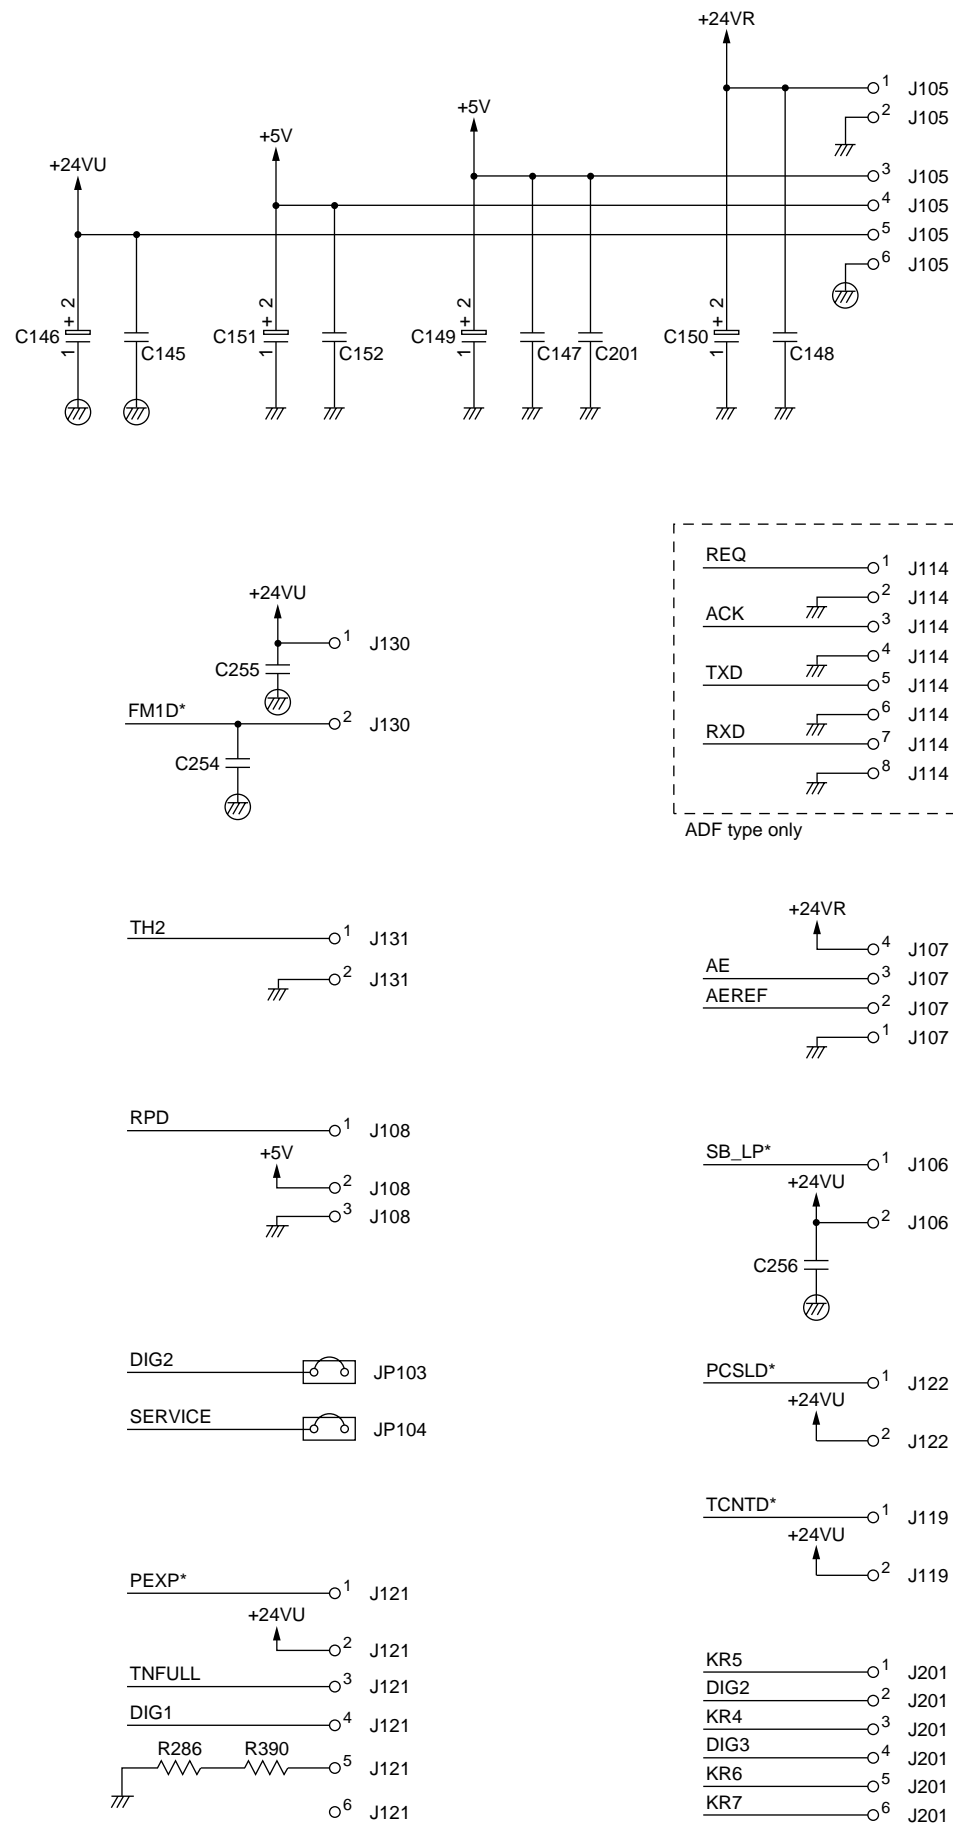 +24VR
1 J105
2 J105
+5V
+5V
+24VU
3 J105
4 J105
5 J105
6 J105
C146 1 + 2
C145
C151 1 + 2
C152
C149 1 + 2
C147
C201
C150 1 + 2
C148
+24VU
1 J130
C255
FM1D*
2 J130
C254
REQ
1 J114
2 J114
ACK
3 J114
4 J114
TXD
5 J114
6 J114
RXD
7 J114
8 J114
ADF type only
TH2
1 J131
2 J131
+24VR
4 J107
AE
3 J107
AEREF
2 J107
1 J107
RPD
1 J108
+5V
2 J108
3 J108
SB_LP*
1 J106
+24VU
2 J106
C256
DIG2
JP103
SERVICE
JP104
PCSLD*
1 J122
+24VU
2 J122
TCNTD*
1 J119
+24VU
2 J119
PEXP*
1 J121
+24VU
2 J121
TNFULL
3 J121
DIG1
4 J121
R286 R390
5 J121
6 J121
KR5
1 J201
DIG2
2 J201
KR4
3 J201
DIG3
4 J201
KR6
5 J201
KR7
6 J201